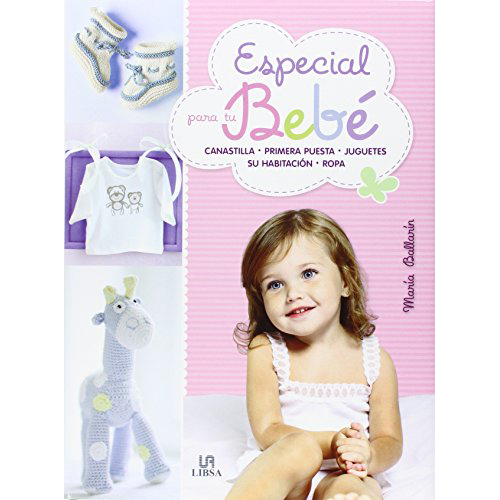 Especial
para tu Bebé
CANASTILLA • PRIMERA PUESTA • JUGUETES
SU HABITACIÓN • ROPA
María Ballarín
LIBSA